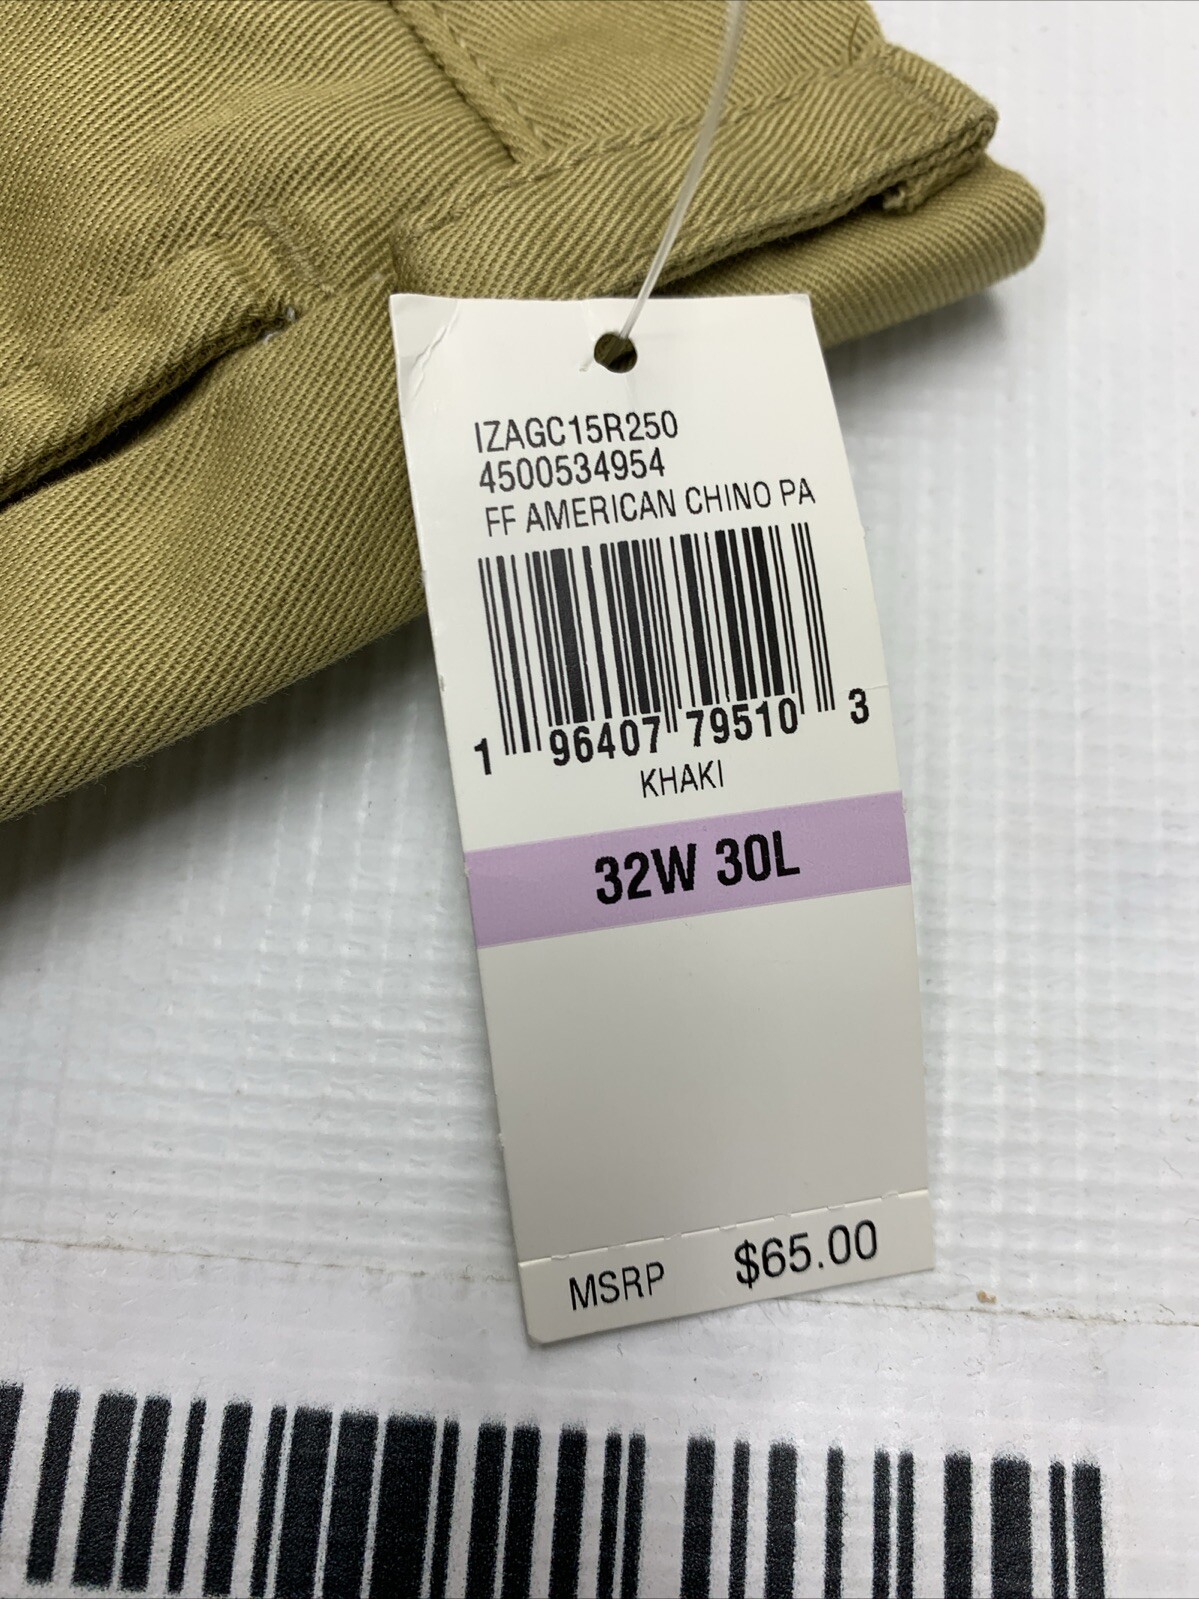 IZAGC15R250
4500534954
FF AMERICAN CHINO PA
1 96407 79510 3
KHAKI
32W 30L
MSRP $65.00